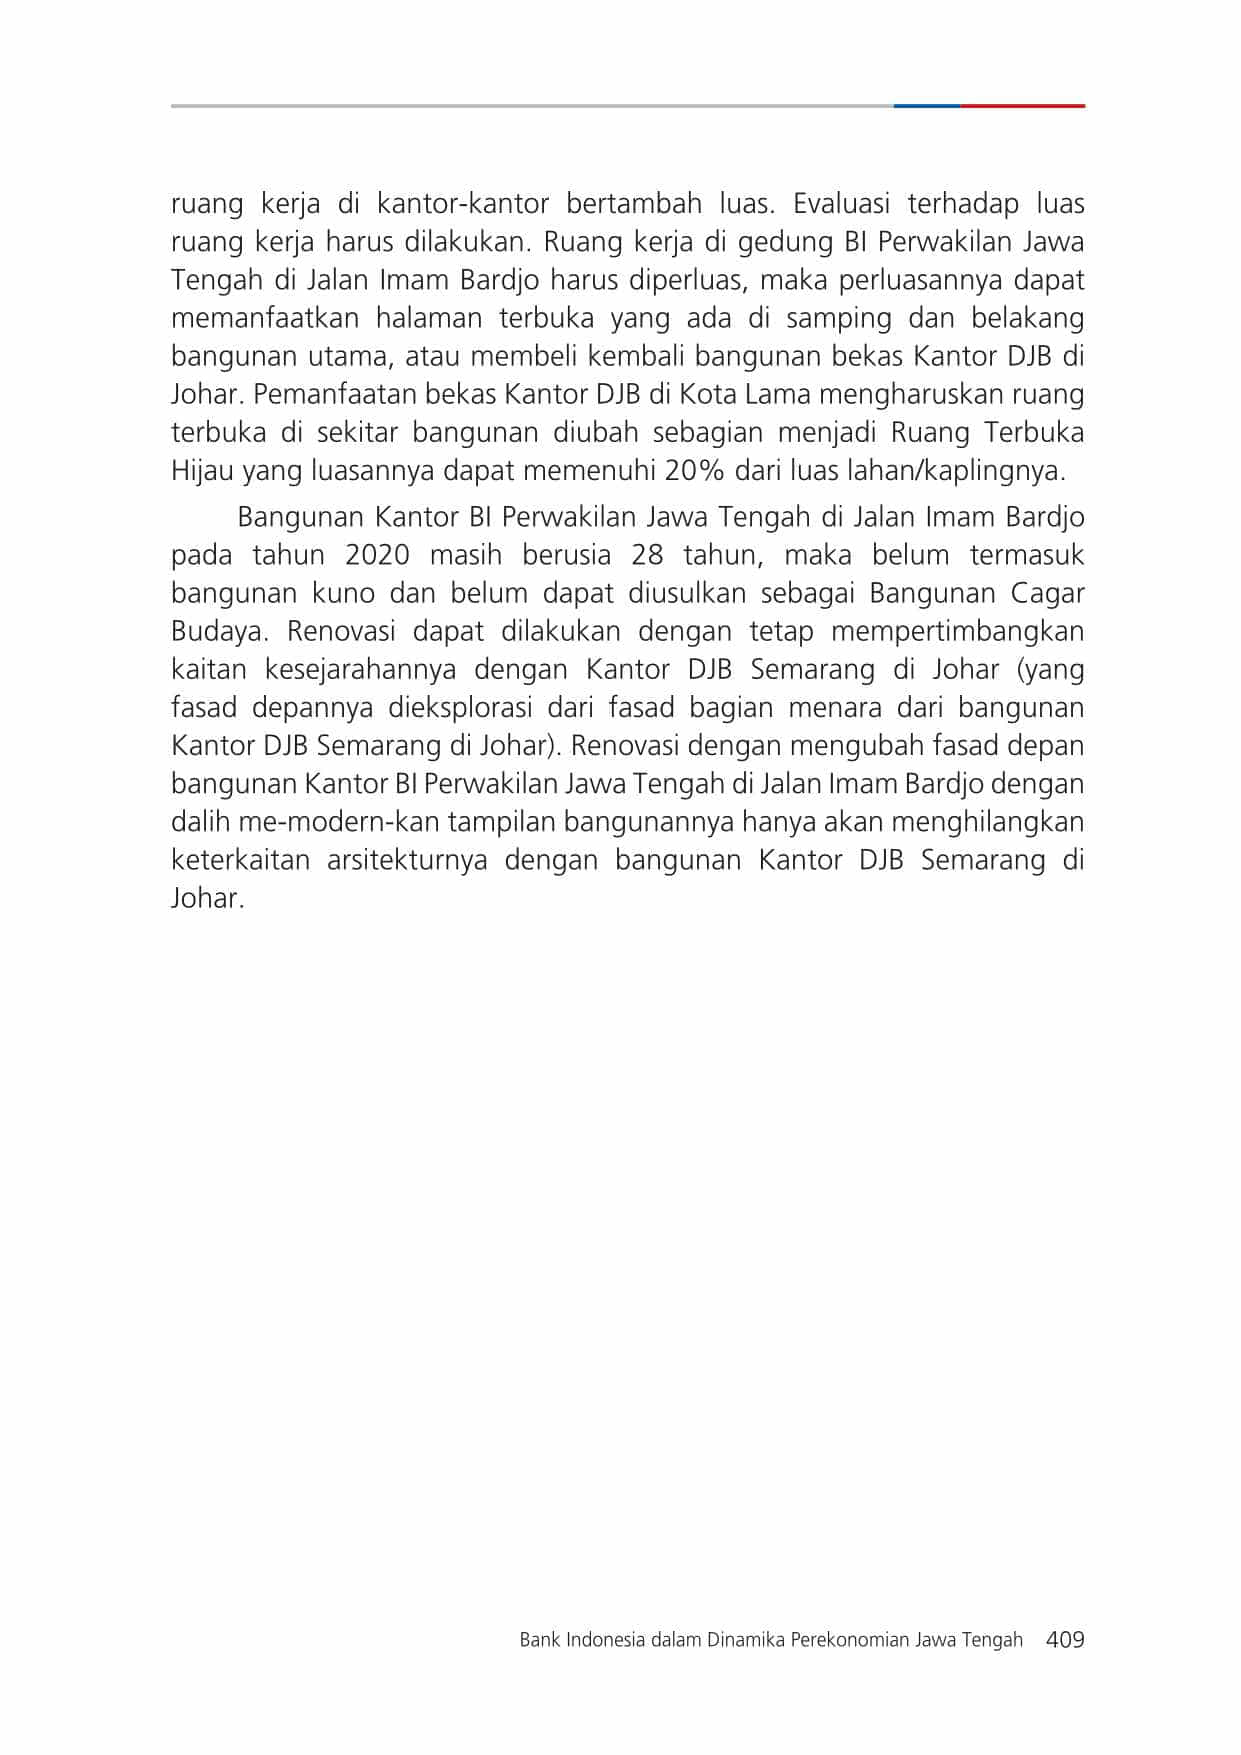 ruang kerja di kantor-kantor bertambah luas. Evaluasi terhadap luas
ruang kerja harus dilakukan. Ruang kerja di gedung BI Perwakilan Jawa
Tengah di Jalan Imam Bardjo harus diperluas, maka perluasannya dapat
memanfaatkan halaman terbuka yang ada di samping dan belakang
bangunan utama, atau membeli kembali bangunan bekas Kantor DJB di
Johar. Pemanfaatan bekas Kantor DJB di Kota Lama mengharuskan ruang
terbuka di sekitar bangunan diubah sebagian menjadi Ruang Terbuka
Hijau yang luasannya dapat memenuhi 20% dari luas lahan/kaplingnya.
Bangunan Kantor BI Perwakilan Jawa Tengah di Jalan Imam Bardjo
pada tahun 2020 masih berusia 28 tahun, maka belum termasuk
bangunan kuno dan belum dapat diusulkan sebagai Bangunan Cagar
Budaya. Renovasi dapat dilakukan dengan tetap mempertimbangkan
kaitan kesejarahannya dengan Kantor DJB Semarang di Johar (yang
fasad depannya dieksplorasi dari fasad bagian menara dari bangunan
Kantor DJB Semarang di Johar). Renovasi dengan mengubah fasad depan
bangunan Kantor BI Perwakilan Jawa Tengah di Jalan Imam Bardjo dengan
dalih me-modern-kan tampilan bangunannya hanya akan menghilangkan
keterkaitan arsitekturnya dengan bangunan Kantor DJB Semarang di
Johar.
Bank Indonesia dalam Dinamika Perekonomian Jawa Tengah 409